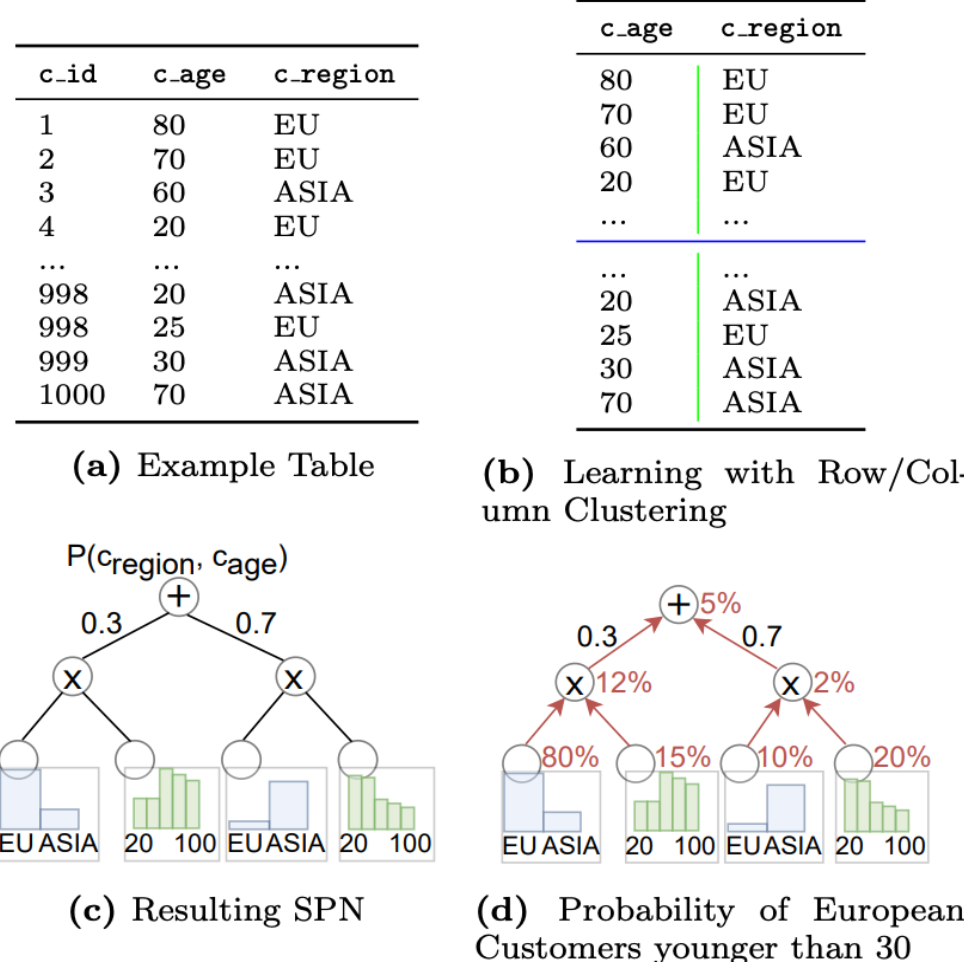 c_id c_age c_region
1 80 EU
2 70 EU
3 60 ASIA
4 20 EU
... ... ...
998 20 ASIA
998 25 EU
999 30 ASIA
1000 70 ASIA
(a) Example Table
c_age c_region
80 EU
70 EU
60 ASIA
20 EU
... ...
... ...
20 ASIA
25 EU
30 ASIA
70 ASIA
(b) Learning with Row/Col-
umn Clustering
P(cregion, cage)
+
0.3 0.7
x x
EU ASIA 20 100 EU ASIA 20 100
(c) Resulting SPN
+ 5%
0.3 0.7
x 12% x 2%
80% 15% 10% 20%
EU ASIA 20 100 EU ASIA 20 100
(d) Probability of European
Customers younger than 30